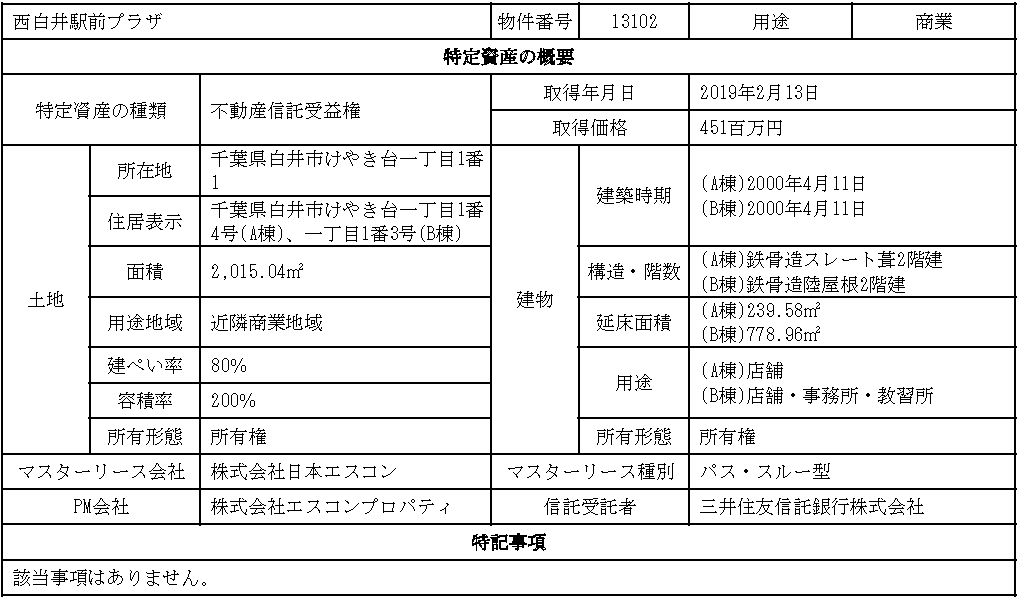 西白井駅前プラザ 物件番号 13102 用途 商業
特定資産の概要
特定資産の種類 不動産信託受益権 取得年月日 2019年2月13日
取得価格 451百万円
土地 所在地 千葉県白井市けやき台一丁目1番
1
住居表示 千葉県白井市けやき台一丁目1番
4号(A棟)、一丁目1番3号(B棟)
面積 2,015.04㎡
用途地域 近隣商業地域
建ぺい率 80%
容積率 200%
所有形態 所有権
建物 建築時期 (A棟)2000年4月11日
(B棟)2000年4月11日
構造・階数 (A棟)鉄骨造スレート葺2階建
(B棟)鉄骨造陸屋根2階建
延床面積 (A棟)239.58㎡
(B棟)778.96㎡
用途 (A棟)店舗
(B棟)店舗・事務所・教習所
所有形態 所有権
マスターリース会社 株式会社日本エスコン マスターリース種別 パス・スルー型
PM会社 株式会社エスコンプロパティ 信託受託者 三井住友信託銀行株式会社
特記事項
該当事項はありません。